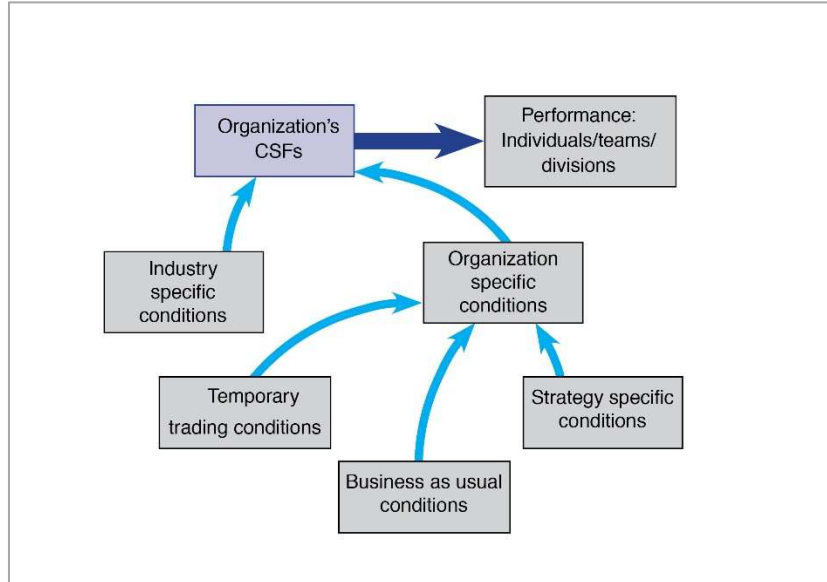 Organization's
CSFs
Performance:
Individuals/teams/
divisions
Industry
specific
conditions
Organization
specific
conditions
Temporary
trading conditions
Strategy specific
conditions
Business as usual
conditions